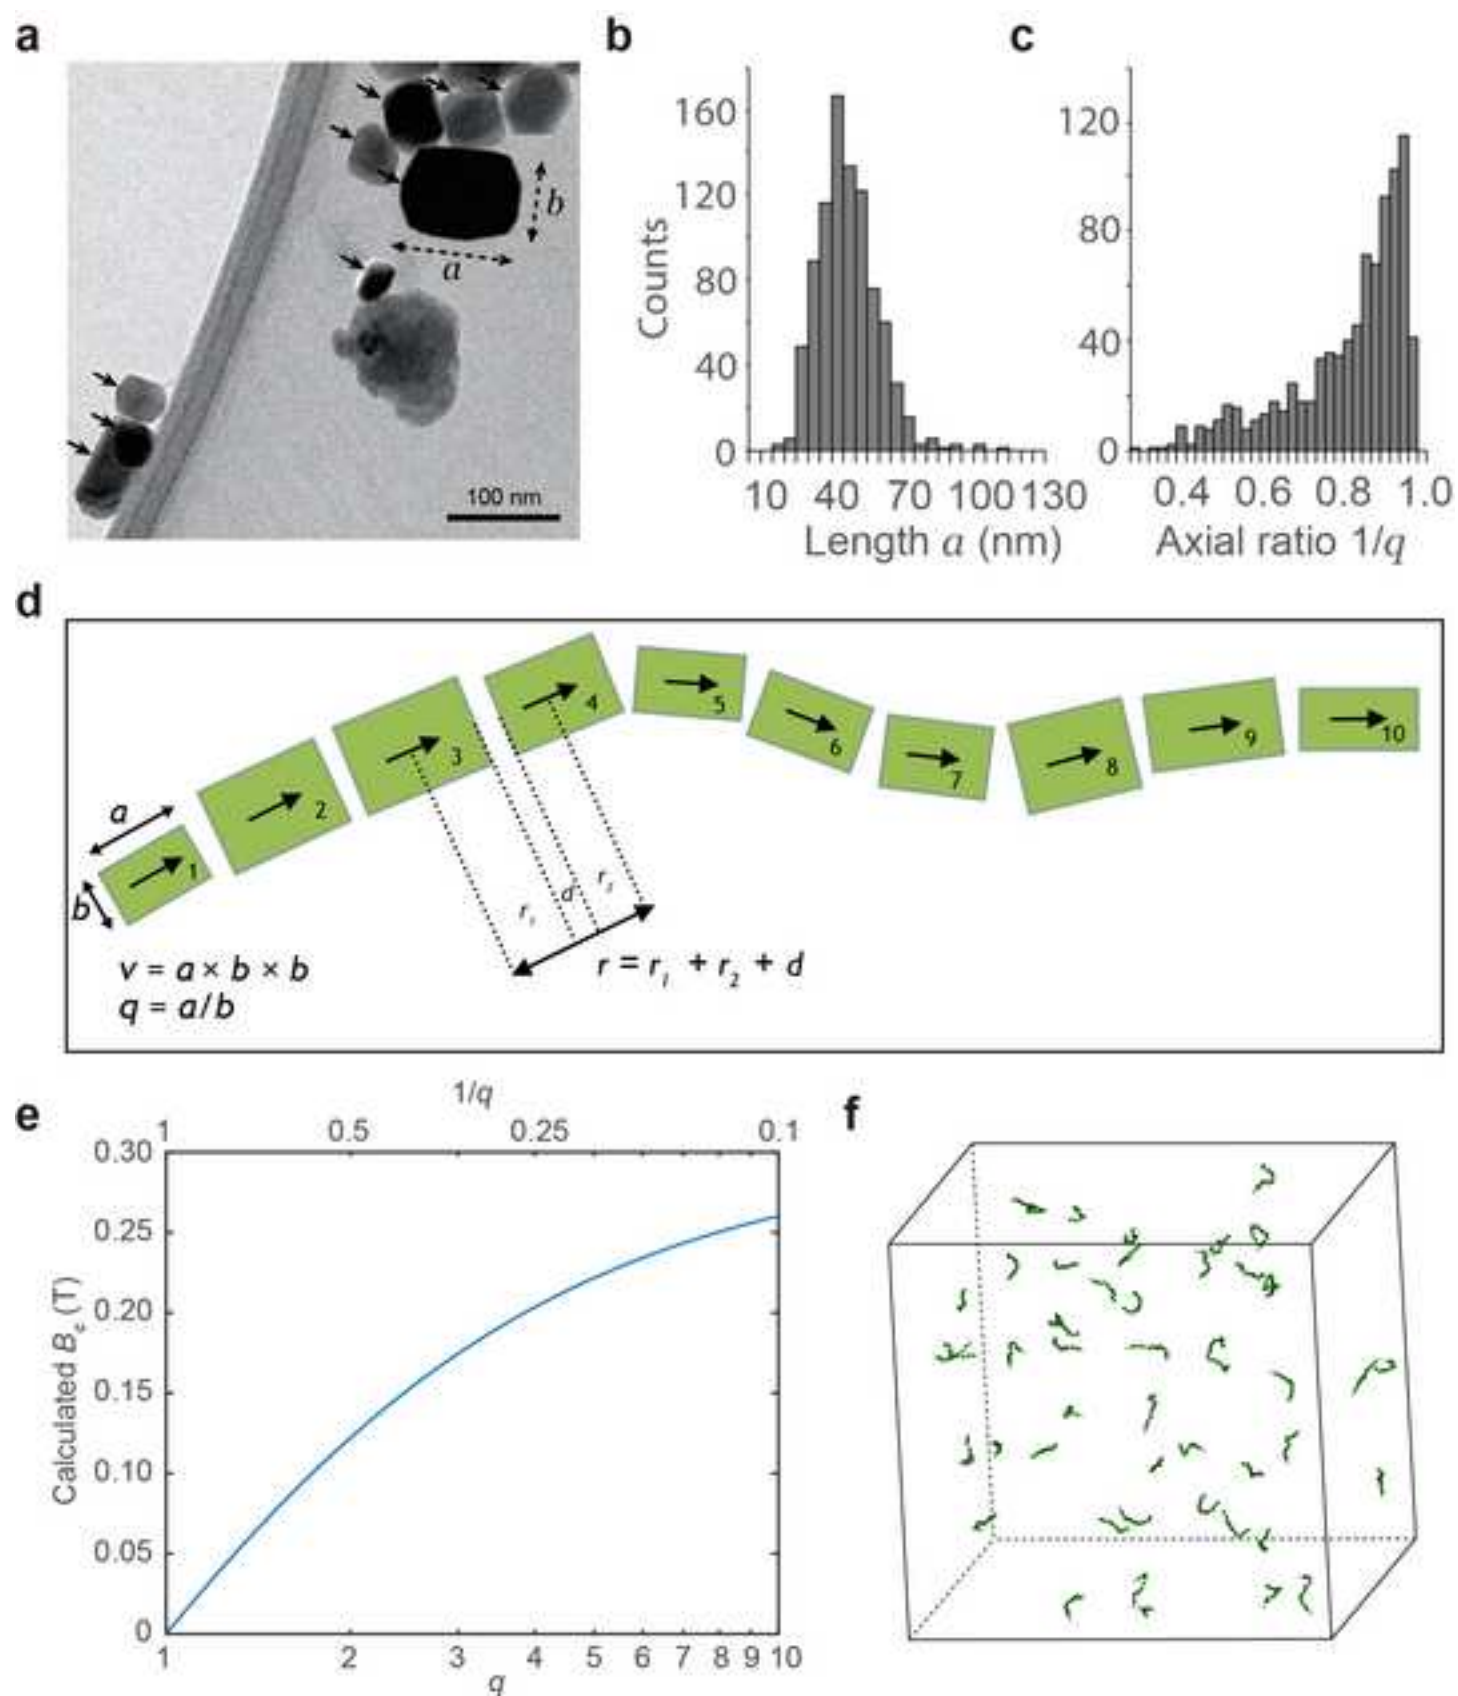 a
b
a
100 nm
b
160
120
80
40
0
Counts
10 40 70 100 130
Length a (nm)
c
120
80
40
0
0.4 0.6 0.8 1.0
Axial ratio 1/q
d
1
2
3
4
5
6
7
8
9
10
a
b
r₁
d
r₂
v = a × b × b
q = a/b
r = r₁ + r₂ + d
e
1/q
1 0.5 0.25 0.1
0.30
0.25
0.20
0.15
0.10
0.05
0
Calculated B꜀ (T)
1 2 3 4 5 6 7 8 9 10
q
f